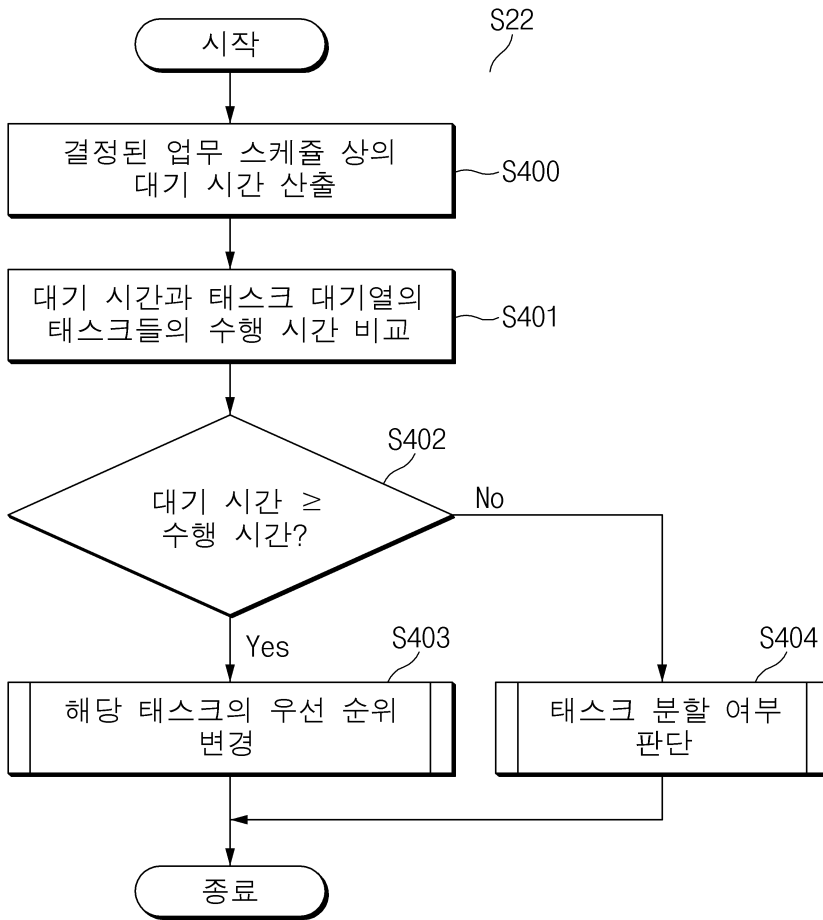 S22
시작
결정된 업무 스케쥴 상의
대기 시간 산출
S400
대기 시간과 태스크 대기열의
태스크들의 수행 시간 비교
S401
S402
대기 시간 ≥
수행 시간?
No
Yes
S403
해당 태스크의 우선 순위
변경
S404
태스크 분할 여부
판단
종료